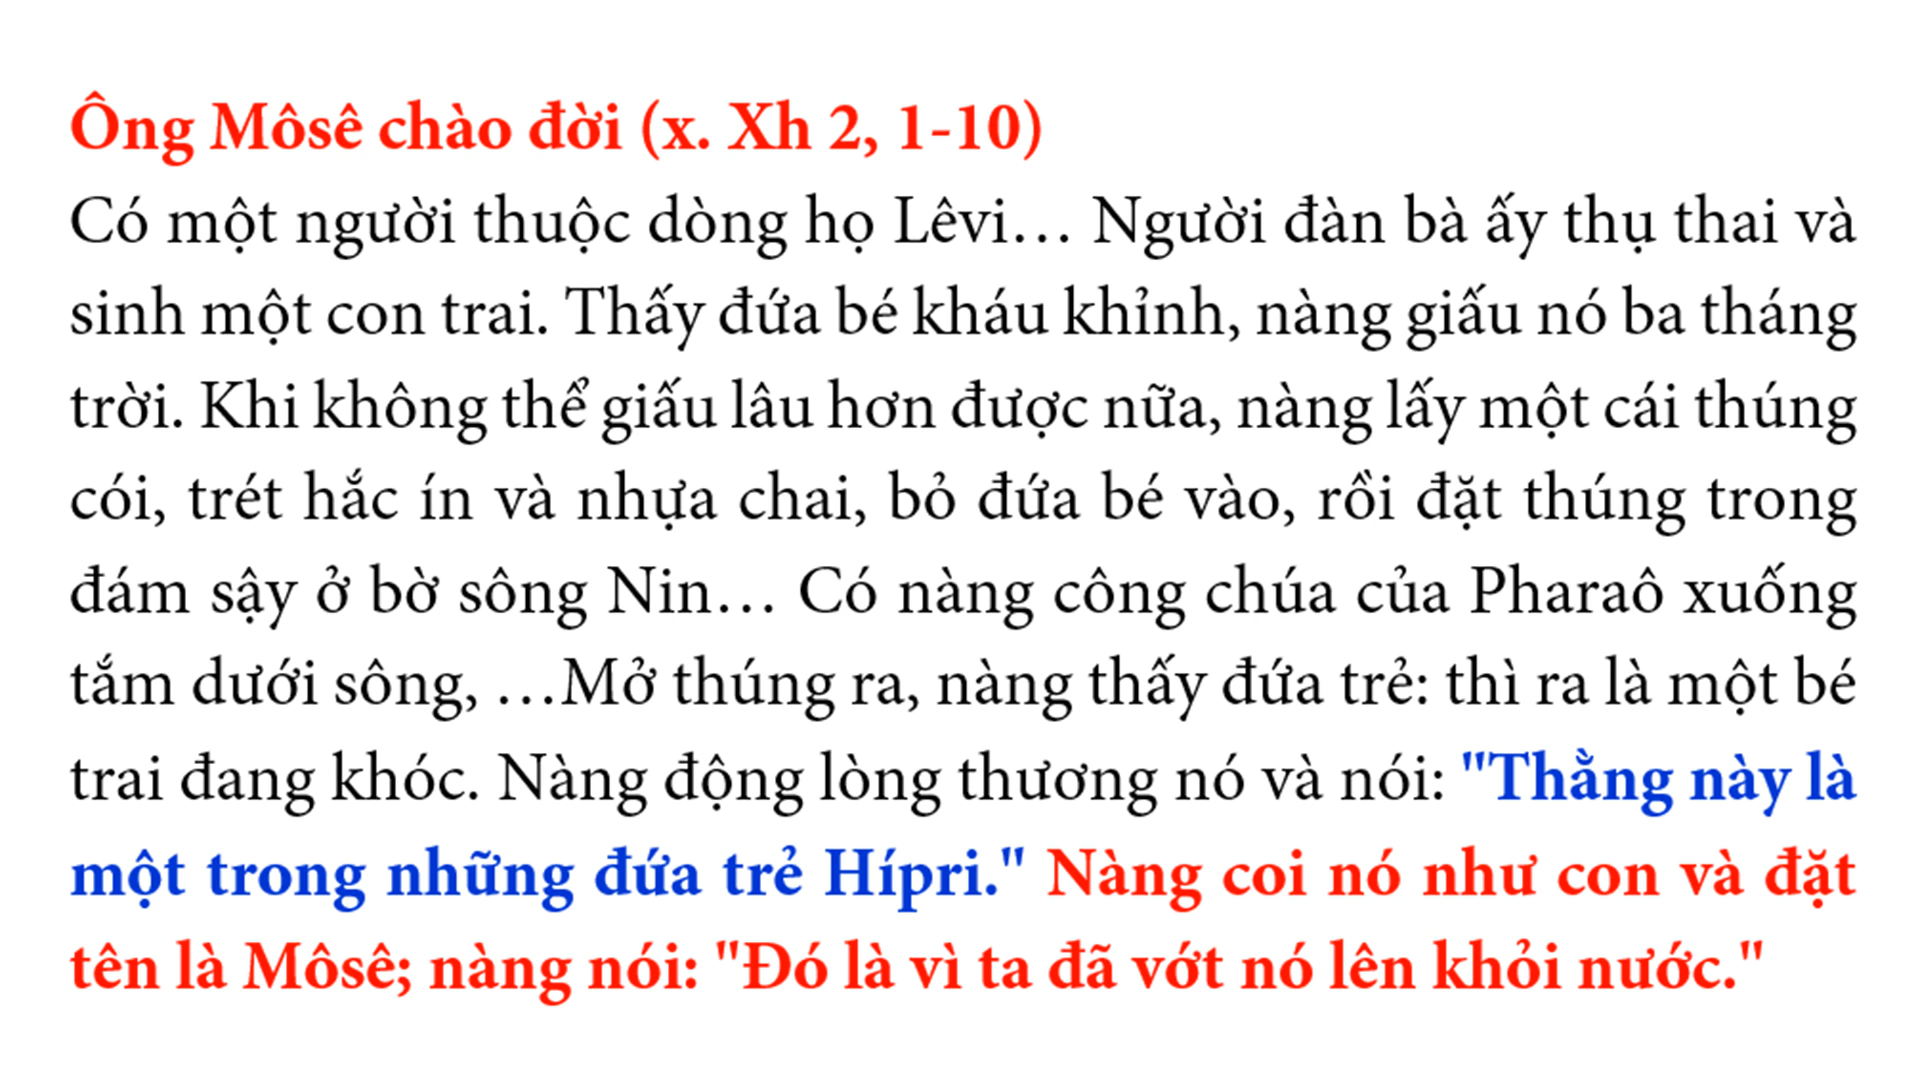 Ông Môsê chào đời (x. Xh 2, 1-10)
Có một người thuộc dòng họ Lêvi… Người đàn bà ấy thụ thai và
sinh một con trai. Thấy đứa bé kháu khỉnh, nàng giấu nó ba tháng
trời. Khi không thể giấu lâu hơn được nữa, nàng lấy một cái thúng
cói, trét hắc ín và nhựa chai, bỏ đứa bé vào, rồi đặt thúng trong
đám sậy ở bờ sông Nin… Có nàng công chúa của Pharaô xuống
tắm dưới sông, …Mở thúng ra, nàng thấy đứa trẻ: thì ra là một bé
trai đang khóc. Nàng động lòng thương nó và nói: "Thằng này là
một trong những đứa trẻ Hípri." Nàng coi nó như con và đặt
tên là Môsê; nàng nói: "Đó là vì ta đã vớt nó lên khỏi nước."